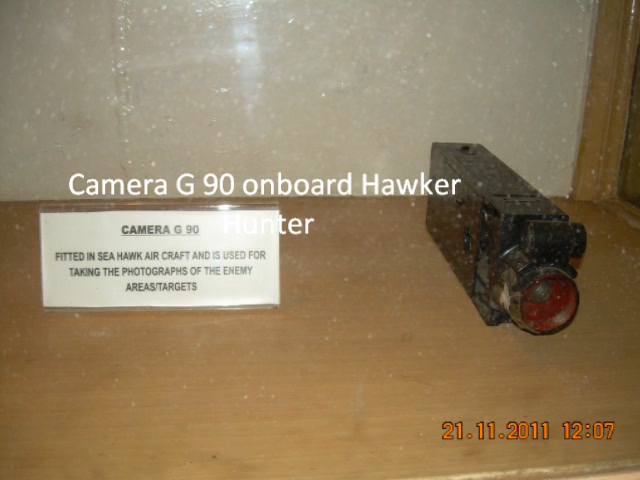 Camera G 90 onboard Hawker
Hunter
CAMERA G 90
FITTED IN SEA HAWK AIR CRAFT AND IS USED FOR
TAKING THE PHOTOGRAPHS OF THE ENEMY
AREAS/TARGETS
21.11.2011 12:07